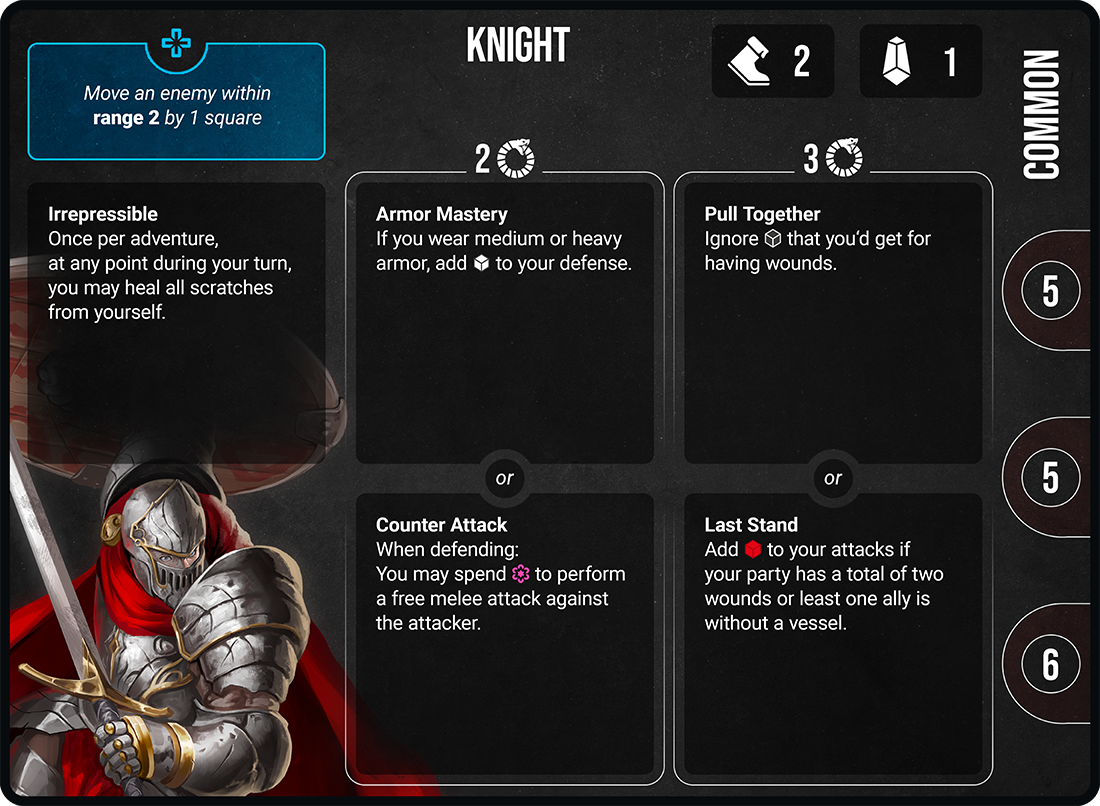 KNIGHT
2
1
COMMON
Move an enemy within
range 2 by 1 square
Irrepressible
Once per adventure,
at any point during your turn,
you may heal all scratches
from yourself.
2
Armor Mastery
If you wear medium or heavy
armor, add to your defense.
or
Counter Attack
When defending:
You may spend to perform
a free melee attack against
the attacker.
3
Pull Together
Ignore that you‘d get for
having wounds.
or
Last Stand
Add to your attacks if
your party has a total of two
wounds or least one ally is
without a vessel.
5
5
6